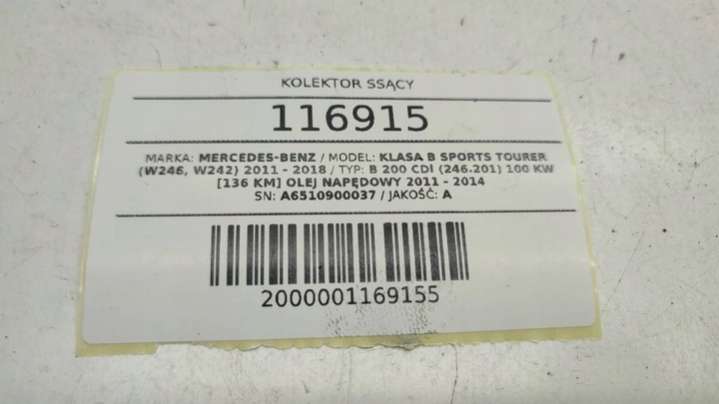 KOLEKTOR SSĄCY
116915
MARKA: MERCEDES-BENZ / MODEL: KLASA B SPORTS TOURER
(W246, W242) 2011 - 2018 / TYP: B 200 CDI (246.201) 100 KW
[136 KM] OLEJ NAPĘDOWY 2011 - 2014
SN: A6510900037 / JAKOŚĆ: A
2000001169155